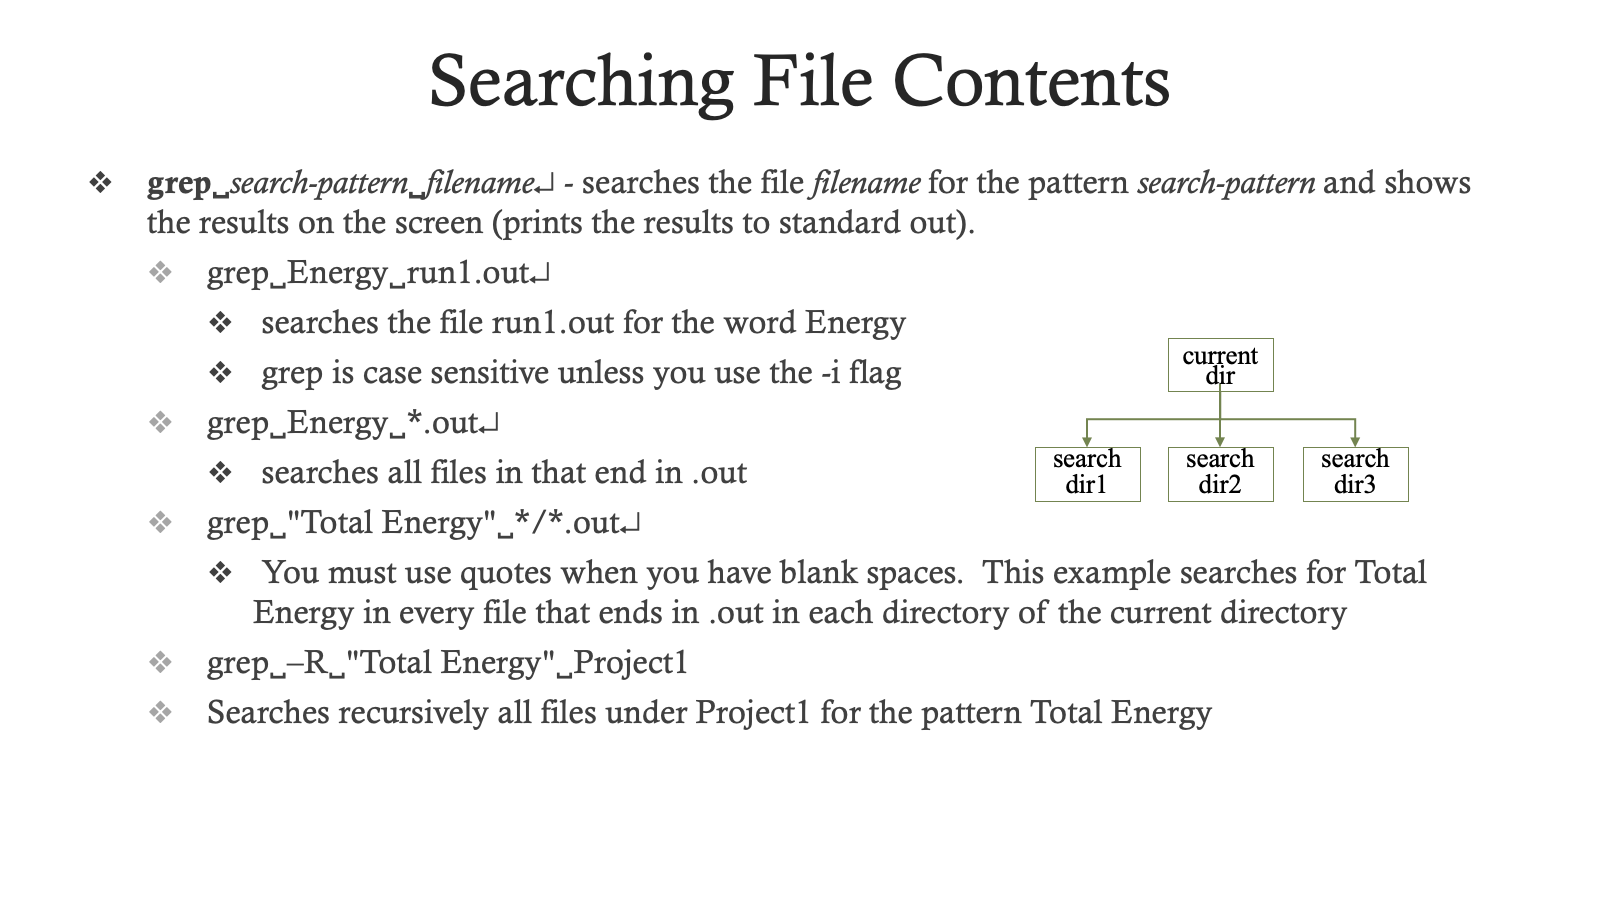 Searching File Contents
❖ grep␣search-pattern␣filename↵ - searches the file filename for the pattern search-pattern and shows
the results on the screen (prints the results to standard out).
❖ grep␣Energy␣run1.out↵
❖ searches the file run1.out for the word Energy
❖ grep is case sensitive unless you use the -i flag
❖ grep␣Energy␣*.out↵
❖ searches all files in that end in .out
❖ grep␣"Total Energy"␣*/*.out↵
❖ You must use quotes when you have blank spaces.  This example searches for Total
Energy in every file that ends in .out in each directory of the current directory
❖ grep␣–R␣"Total Energy"␣Project1
❖ Searches recursively all files under Project1 for the pattern Total Energy
current
dir
search
dir1
search
dir2
search
dir3